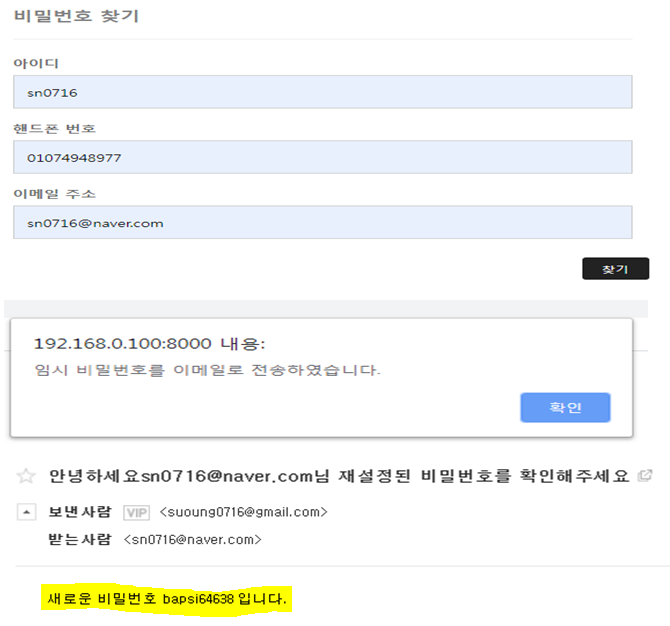 비밀번호 찾기
아이디
sn0716
핸드폰 번호
01074948977
이메일 주소
sn0716@naver.com
찾기
192.168.0.100:8000 내용:
임시 비밀번호를 이메일로 전송하였습니다.
확인
안녕하세요sn0716@naver.com님 재설정된 비밀번호를 확인해주세요
보낸사람 VIP <suoung0716@gmail.com>
받는사람 <sn0716@naver.com>
새로운 비밀번호 bapsi64638 입니다.